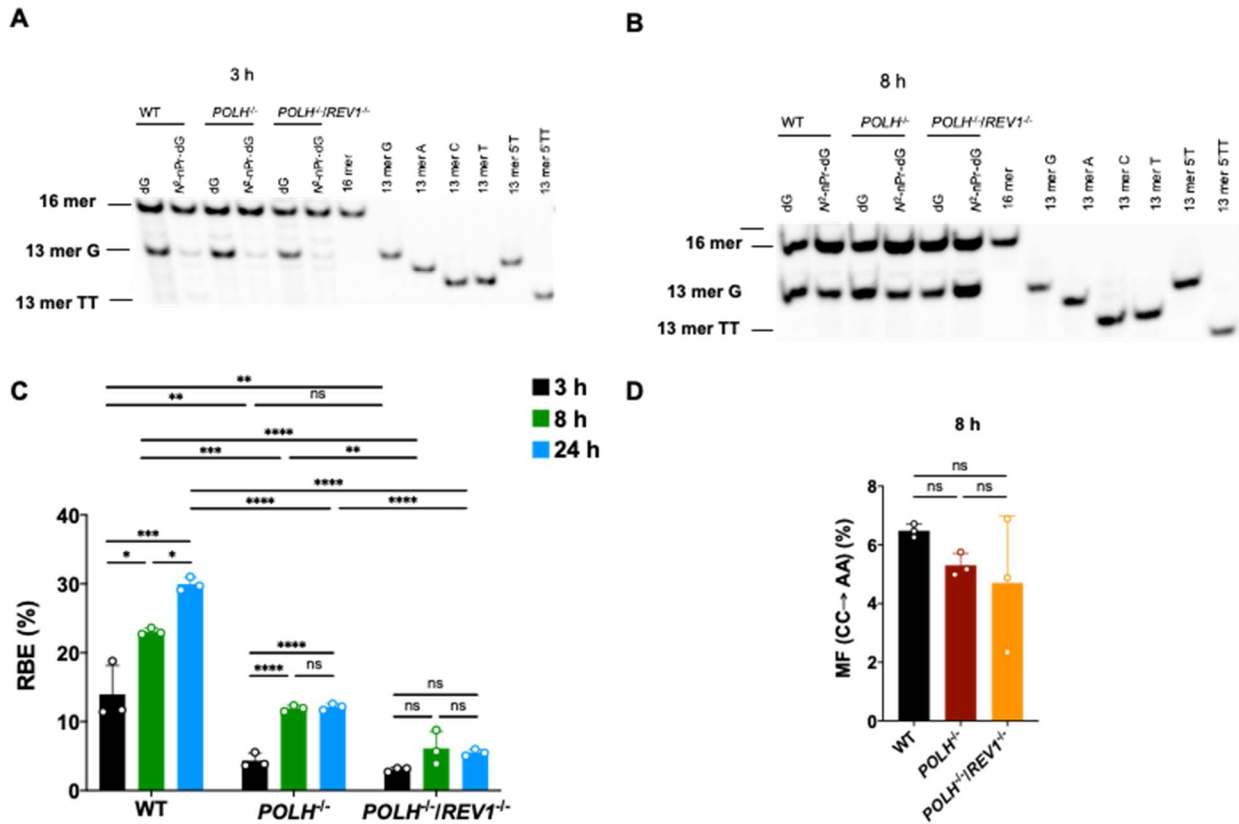 A
3 h
WT POLH-/- POLH-/-/REV1-/-
dG N²-nPr-dG dG N²-nPr-dG dG N²-nPr-dG 16 mer 13 mer G 13 mer A 13 mer C 13 mer T 13 mer 5'T 13 mer 5'TT
16 mer
13 mer G
13 mer TT
B
8 h
WT POLH-/- POLH-/-/REV1-/-
dG N²-nPr-dG dG N²-nPr-dG dG N²-nPr-dG 16 mer 13 mer G 13 mer A 13 mer C 13 mer T 13 mer 5'T 13 mer 5'TT
16 mer
13 mer G
13 mer TT
C
3 h
8 h
24 h
**
** ns
****
*** **
****
**** ****
***
* *
****
**** ns
ns
ns ns
RBE (%)
40
30
20
10
0
WT POLH-/- POLH-/-/REV1-/-
D
8 h
ns
ns ns
MF (CC→ AA) (%)
8
6
4
2
0
WT
POLH-/-
POLH-/-/REV1-/-